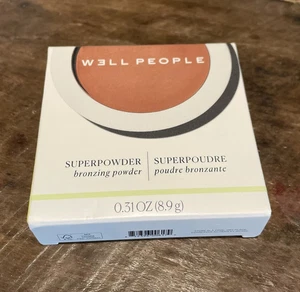 W3LL PEOPLE
SUPERPOWDER | SUPERPOUDRE
bronzing powder | poudre bronzante
0.31 OZ (8.9 g)